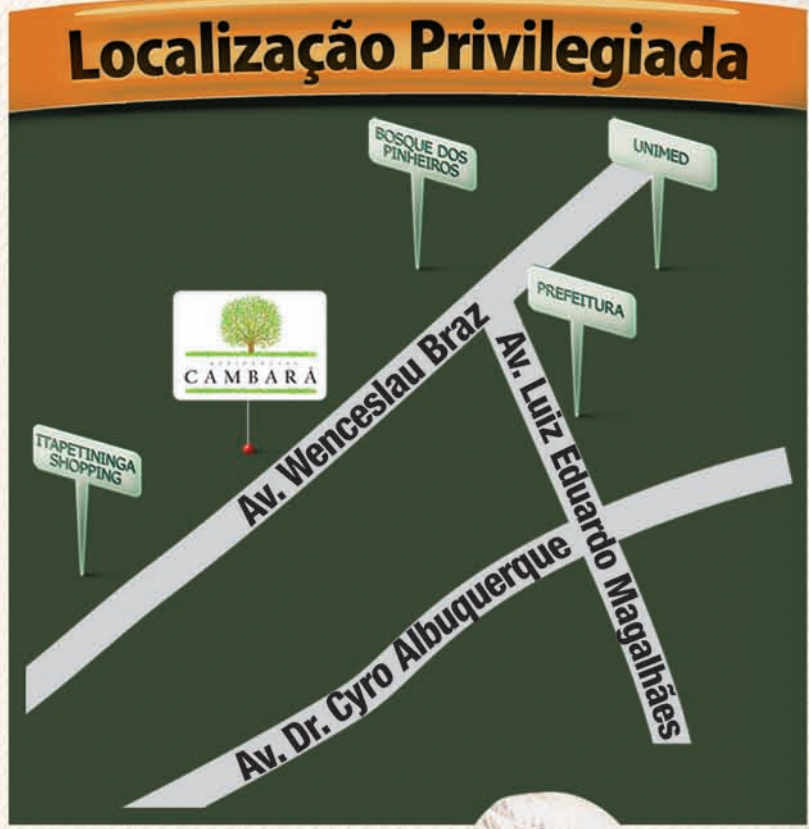 Localização Privilegiada
BOSQUE DOS
PINHEIROS
UNIMED
PREFEITURA
RESIDENCIAL
CAMBARÁ
ITAPETININGA
SHOPPING
Av. Wenceslau Braz
Av. Luiz Eduardo Magalhães
Av. Dr. Cyro Albuquerque